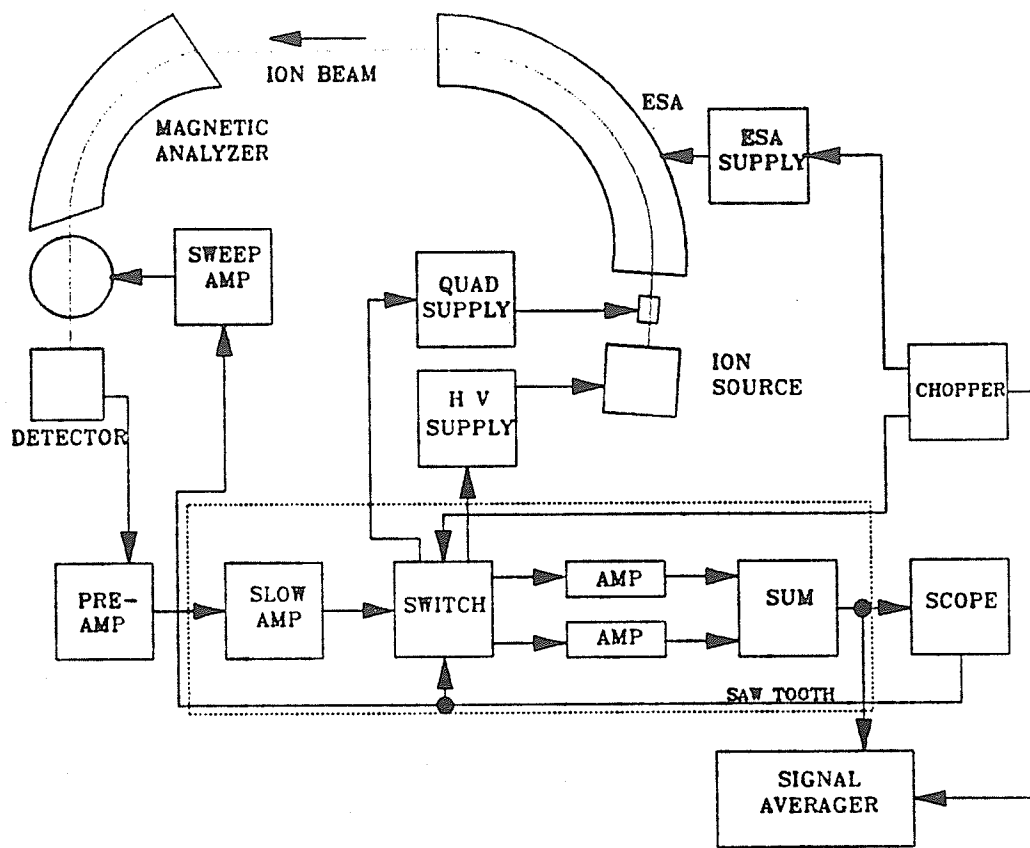 ION BEAM
ESA
MAGNETIC
ANALYZER
ESA
SUPPLY
SWEEP
AMP
QUAD
SUPPLY
ION
SOURCE
CHOPPER
H V
SUPPLY
DETECTOR
PRE-
AMP
SLOW
AMP
SWITCH
AMP
AMP
SUM
SCOPE
SAW TOOTH
SIGNAL
AVERAGER